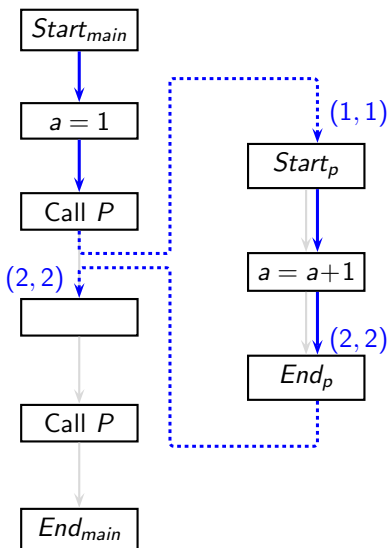 Start_main
a = 1
Call P
(2, 2)
Call P
End_main
(1, 1)
Start_p
a = a+1
(2, 2)
End_p